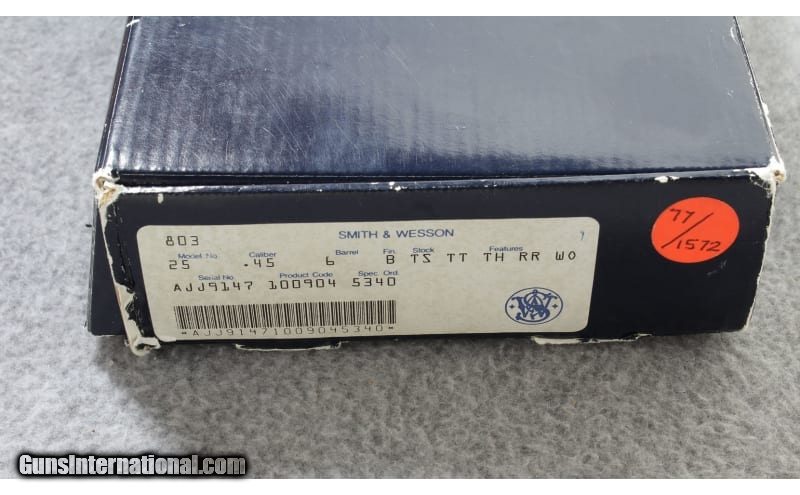 803 SMITH & WESSON
Model No. Caliber Barrel Fin. Stock Features
25 .45 6 B TS TT TH RR WO
Serial No. Product Code Spec. Ord.
AJJ9147 100904 5340
*AJJ91471009045340*
77/1572
GunsInternational.com